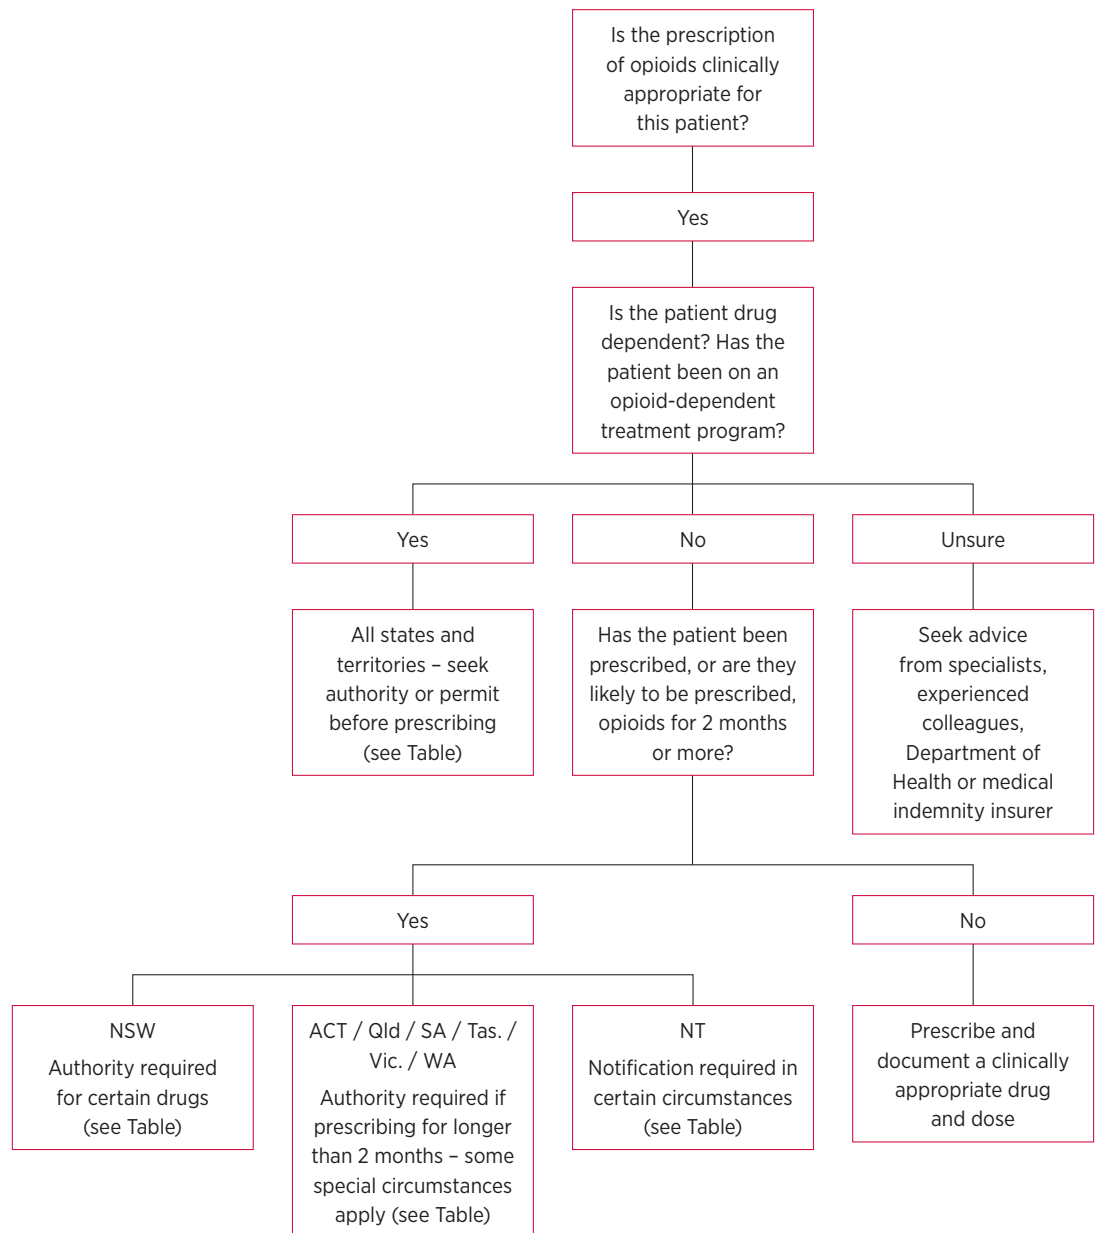 Is the prescription
of opioids clinically
appropriate for
this patient?
Yes
Is the patient drug
dependent? Has the
patient been on an
opioid-dependent
treatment program?
Yes
No
Unsure
All states and
territories – seek
authority or permit
before prescribing
(see Table)
Has the patient been
prescribed, or are they
likely to be prescribed,
opioids for 2 months
or more?
Seek advice
from specialists,
experienced
colleagues,
Department of
Health or medical
indemnity insurer
Yes
No
NSW
Authority required
for certain drugs
(see Table)
ACT / Qld / SA / Tas. /
Vic. / WA
Authority required if
prescribing for longer
than 2 months – some
special circumstances
apply (see Table)
NT
Notification required in
certain circumstances
(see Table)
Prescribe and
document a clinically
appropriate drug
and dose